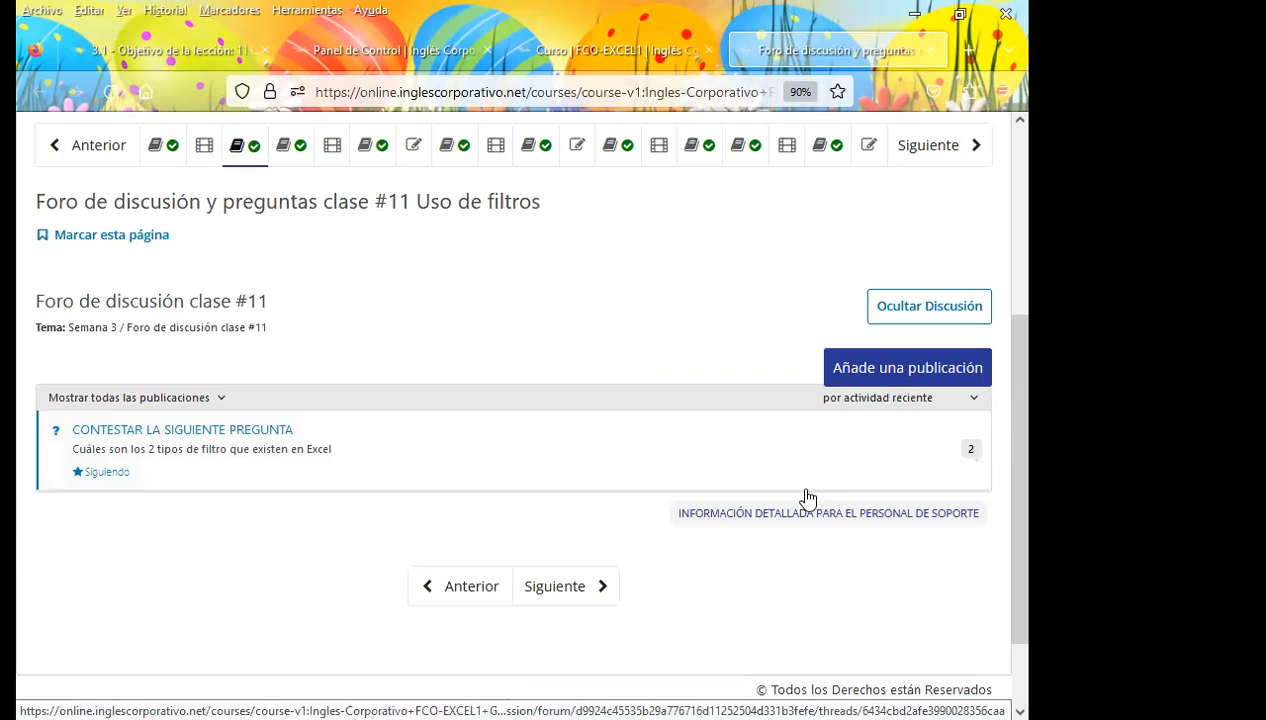 Archivo Editar Ver Historial Marcadores Herramientas Ayuda
3.1 - Objetivo de la lección: 11
Panel de Control | Inglés Corpo
Curso | FCO-EXCEL1 | Inglés Co
Foro de discusión y preguntas
https://online.inglescorporativo.net/courses/course-v1:Ingles-Corporativo+F
90%
Anterior
Siguiente
Foro de discusión y preguntas clase #11 Uso de filtros
Marcar esta página
Foro de discusión clase #11
Ocultar Discusión
Tema: Semana 3 / Foro de discusión clase #11
Añade una publicación
Mostrar todas las publicaciones
por actividad reciente
? CONTESTAR LA SIGUIENTE PREGUNTA
Cuáles son los 2 tipos de filtro que existen en Excel
2
Siguiendo
INFORMACIÓN DETALLADA PARA EL PERSONAL DE SOPORTE
Anterior Siguiente
© Todos los Derechos están Reservados
https://online.inglescorporativo.net/courses/course-v1:Ingles-Corporativo+FCO-EXCEL1+G...ssion/forum/d9924c45535b29a776716d11252504d331b3fefe/threads/6434cbd2afe3990028356caa